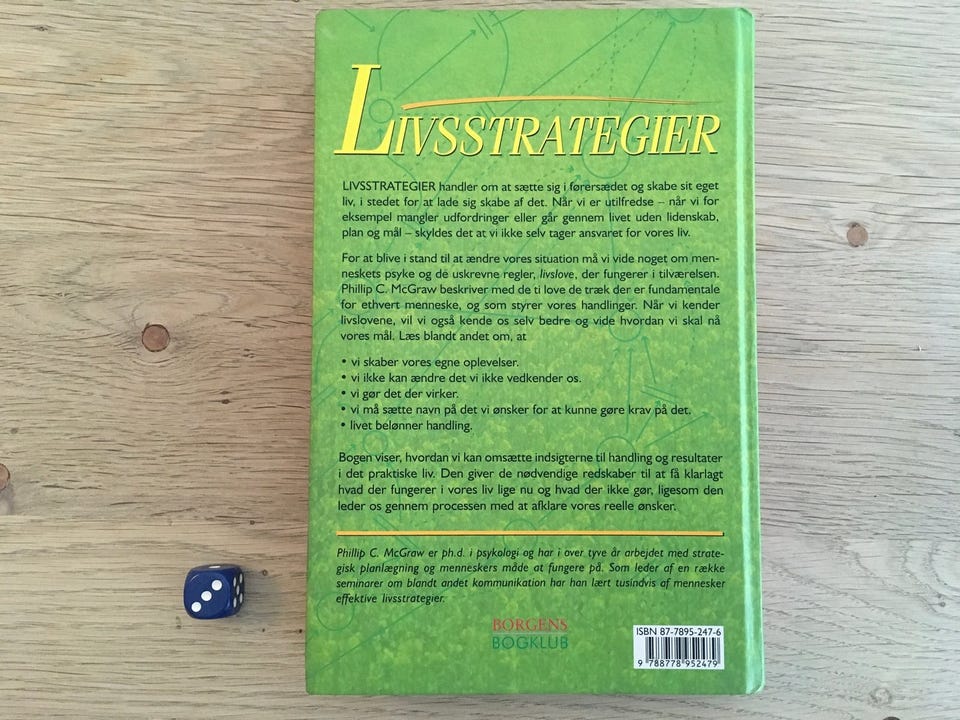 LIVSSTRATEGIER
LIVSSTRATEGIER handler om at sætte sig i førersædet og skabe sit eget
liv, i stedet for at lade sig skabe af det. Når vi er utilfredse – når vi for
eksempel mangler udfordringer eller går gennem livet uden lidenskab,
plan og mål – skyldes det at vi ikke selv tager ansvaret for vores liv.
For at blive i stand til at ændre vores situation må vi vide noget om men-
neskets psyke og de uskrevne regler, livslove, der fungerer i tilværelsen.
Phillip C. McGraw beskriver med de ti love de træk der er fundamentale
for ethvert menneske, og som styrer vores handlinger. Når vi kender
livslovene, vil vi også kende os selv bedre og vide hvordan vi skal nå
vores mål. Læs blandt andet om, at
• vi skaber vores egne oplevelser.
• vi ikke kan ændre det vi ikke vedkender os.
• vi gør det der virker.
• vi må sætte navn på det vi ønsker for at kunne gøre krav på det.
• livet belønner handling.
Bogen viser, hvordan vi kan omsætte indsigterne til handling og resultater
i det praktiske liv. Den giver de nødvendige redskaber til at få klarlagt
hvad der fungerer i vores liv lige nu og hvad der ikke gør, ligesom den
leder os gennem processen med at afklare vores reelle ønsker.
Phillip C. McGraw er ph.d. i psykologi og har i over tyve år arbejdet med strate-
gisk planlægning og menneskers måde at fungere på. Som leder af en række
seminarer om blandt andet kommunikation har han lært tusindvis af mennesker
effektive livsstrategier.
BORGENS
BOGKLUB
ISBN 87-7895-247-6
9 788778 952479